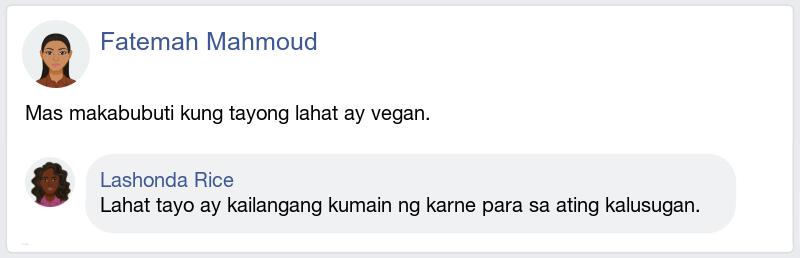 Fatemah Mahmoud
Mas makabubuti kung tayong lahat ay vegan.
Lashonda Rice
Lahat tayo ay kailangang kumain ng karne para sa ating kalusugan.